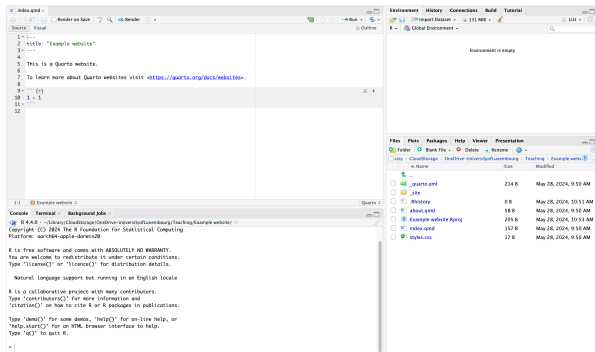 index.qmd
Render on Save
Render
Run
Source Visual
Outline
1 ---
2 title: "Example website"
3 ---
4
5 This is a Quarto website.
6
7 To learn more about Quarto websites visit <https://quarto.org/docs/websites>.
8
9 ```{r}
10 1 + 1
11 ```
12
1:1 Example website Quarto
Console Terminal Background Jobs
R 4.4.0 · ~/Library/CloudStorage/OneDrive-UniversityofLuxembourg/Teaching/Example website/
Copyright (C) 2024 The R Foundation for Statistical Computing
Platform: aarch64-apple-darwin20
R is free software and comes with ABSOLUTELY NO WARRANTY.
You are welcome to redistribute it under certain conditions.
Type 'license()' or 'licence()' for distribution details.
Natural language support but running in an English locale
R is a collaborative project with many contributors.
Type 'contributors()' for more information and
'citation()' on how to cite R or R packages in publications.
Type 'demo()' for some demos, 'help()' for on-line help, or
'help.start()' for an HTML browser interface to help.
Type 'q()' to quit R.
>
Environment History Connections Build Tutorial
Import Dataset 131 MiB List
R Global Environment
Environment is empty
Files Plots Packages Help Viewer Presentation
Folder Blank File Delete Rename
rary CloudStorage OneDrive-UniversityofLuxembourg Teaching Example webs
Name Size Modified
..
_quarto.yml 214 B May 28, 2024, 9:50 AM
_site
.Rhistory 0 B May 28, 2024, 10:51 AM
about.qmd 58 B May 28, 2024, 9:50 AM
Example website.Rproj 205 B May 28, 2024, 10:53 AM
index.qmd 157 B May 28, 2024, 9:50 AM
styles.css 17 B May 28, 2024, 9:50 AM